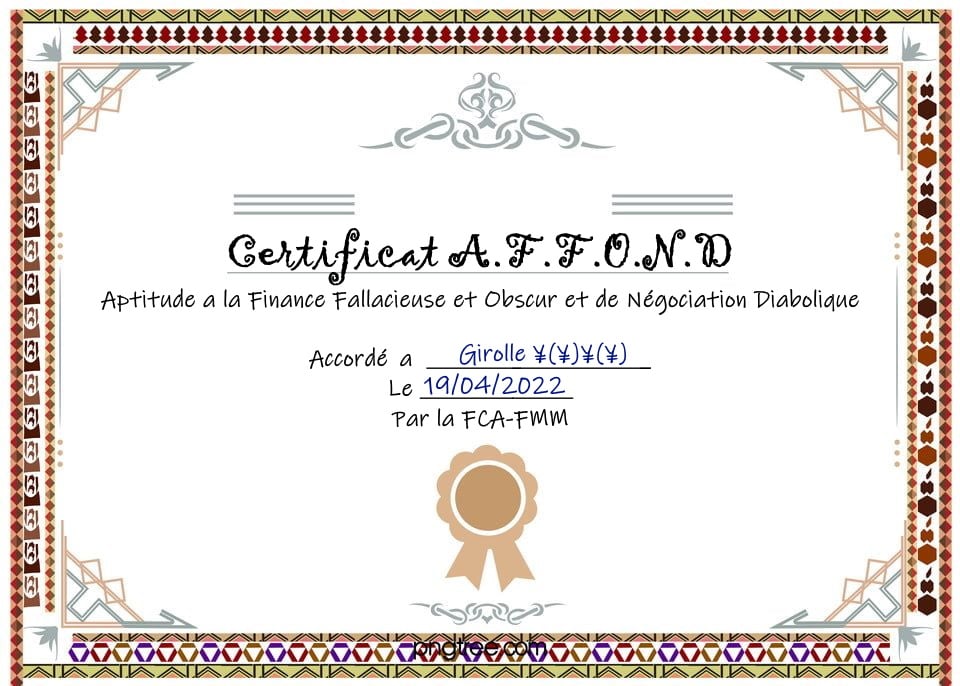 Certificat A.F.F.O.N.D
Aptitude a la Finance Fallacieuse et Obscur et de Négociation Diabolique
Accordé a Girolle ¥(¥)¥(¥)
Le 19/04/2022
Par la FCA-FMM
pngtree.com